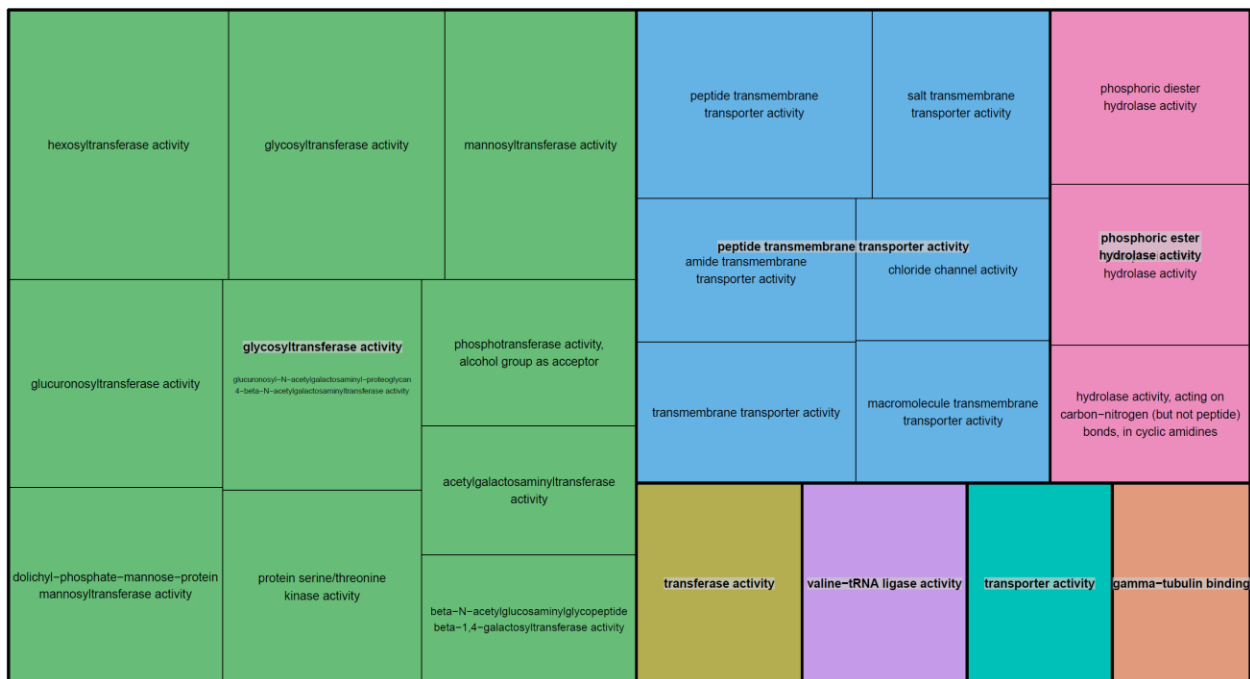 hexosyltransferase activity
glycosyltransferase activity
mannosyltransferase activity
glucuronosyltransferase activity
glycosyltransferase activity
glucuronosyl−N−acetylgalactosaminyl−proteoglycan
4−beta−N−acetylgalactosaminyltransferase activity
phosphotransferase activity,
alcohol group as acceptor
acetylgalactosaminyltransferase
activity
dolichyl−phosphate−mannose−protein
mannosyltransferase activity
protein serine/threonine
kinase activity
beta−N−acetylglucosaminylglycopeptide
beta−1,4−galactosyltransferase activity
peptide transmembrane
transporter activity
salt transmembrane
transporter activity
peptide transmembrane transporter activity
amide transmembrane
transporter activity
chloride channel activity
transmembrane transporter activity
macromolecule transmembrane
transporter activity
phosphoric diester
hydrolase activity
phosphoric ester
hydrolase activity
hydrolase activity
hydrolase activity, acting on
carbon−nitrogen (but not peptide)
bonds, in cyclic amidines
transferase activity
valine−tRNA ligase activity
transporter activity
gamma−tubulin binding